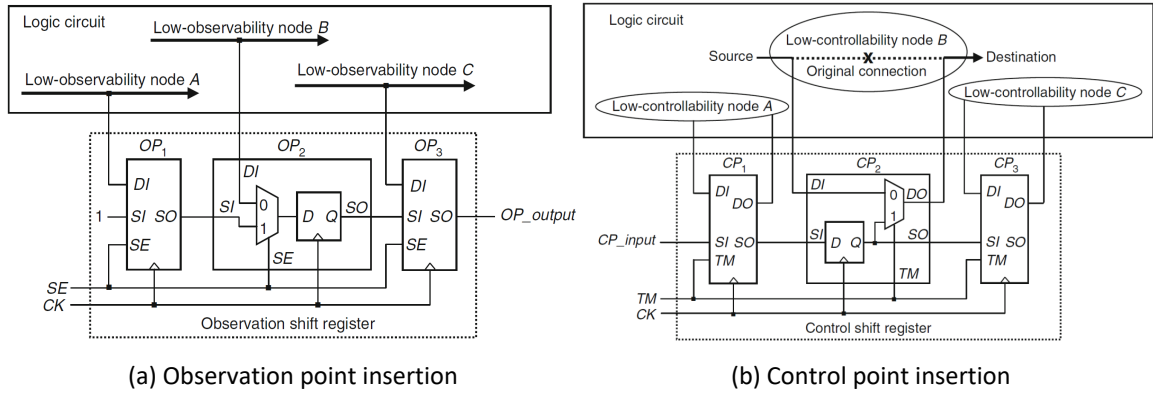 Logic circuit
Low-observability node B
Low-observability node A
Low-observability node C
OP1
OP2
OP3
DI
DI
DI
0
1
D Q
SO
SI
1
SI SO
SI SO
OP_output
SE
SE
SE
SE
CK
Observation shift register
(a) Observation point insertion
Logic circuit
Low-controllability node B
Source
X
Destination
Original connection
Low-controllability node A
Low-controllability node C
CP1
CP2
CP3
DI
DI
DI
DO
0
DO
DO
1
CP_input
SI SO
SI
D Q
SO
SI SO
TM
TM
TM
TM
CK
Control shift register
(b) Control point insertion